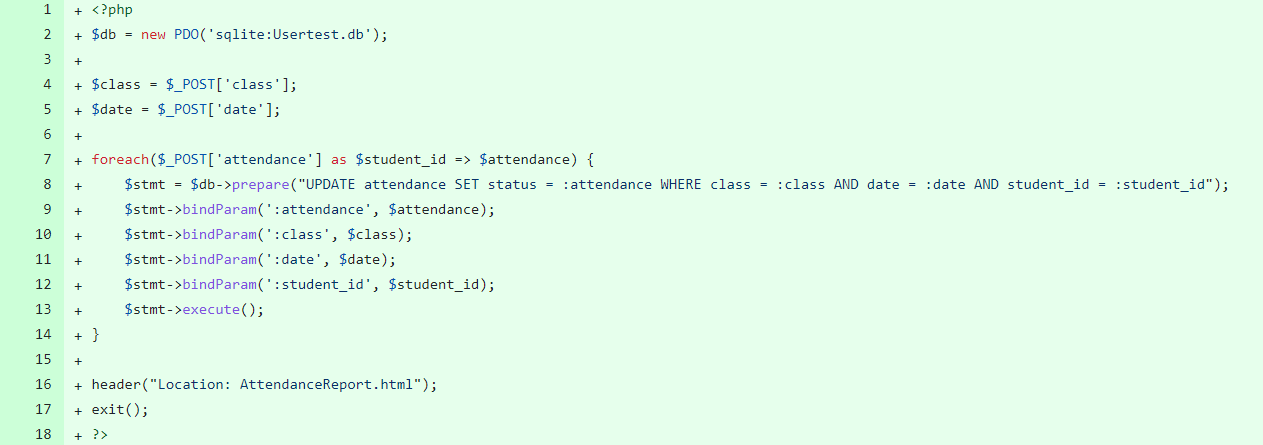 1 + <?php
2 + $db = new PDO('sqlite:Usertest.db');
3 +
4 + $class = $_POST['class'];
5 + $date = $_POST['date'];
6 +
7 + foreach($_POST['attendance'] as $student_id => $attendance) {
8 +     $stmt = $db->prepare("UPDATE attendance SET status = :attendance WHERE class = :class AND date = :date AND student_id = :student_id");
9 +     $stmt->bindParam(':attendance', $attendance);
10 +     $stmt->bindParam(':class', $class);
11 +     $stmt->bindParam(':date', $date);
12 +     $stmt->bindParam(':student_id', $student_id);
13 +     $stmt->execute();
14 + }
15 +
16 + header("Location: AttendanceReport.html");
17 + exit();
18 + ?>